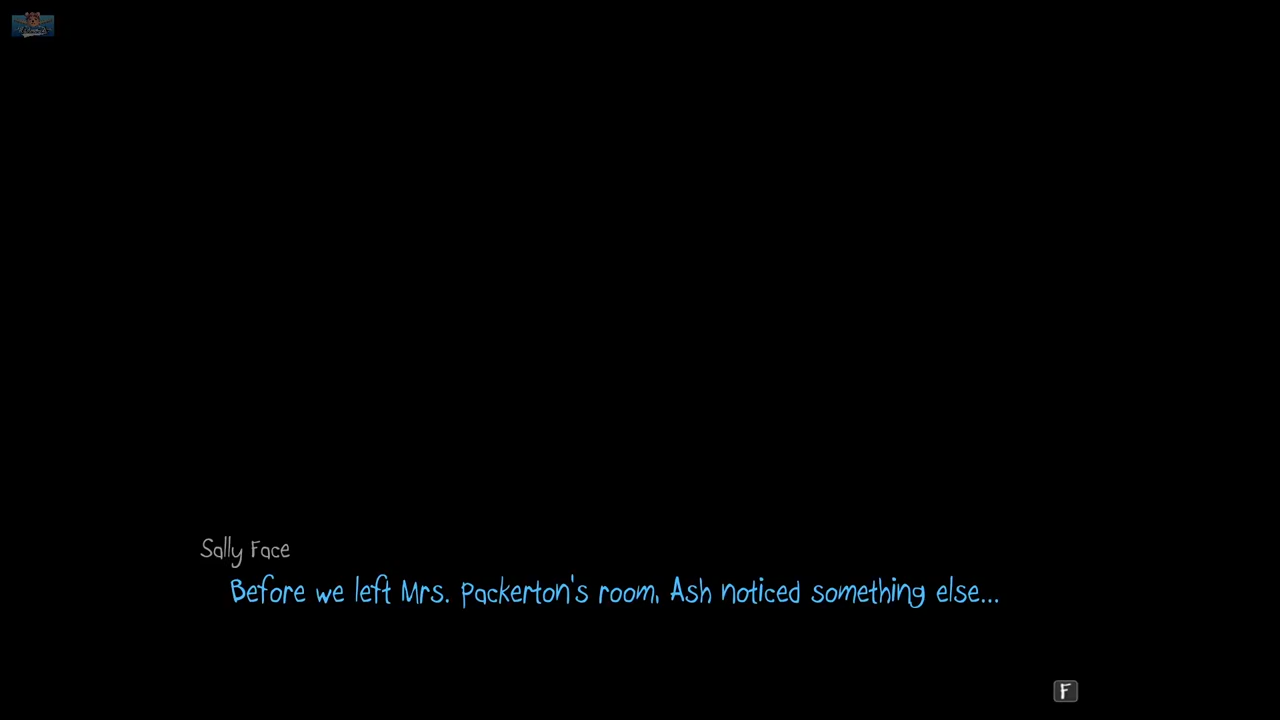 Sally Face
Before we left Mrs. Packerton's room, Ash noticed something else...
F